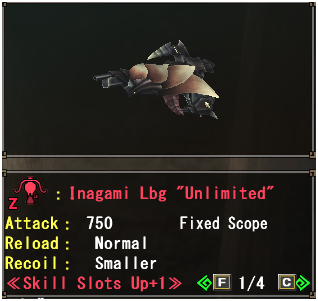 Z : Inagami Lbg "Unlimited"
Attack: 750 Fixed Scope
Reload: Normal
Recoil: Smaller
≪Skill Slots Up+1≫ F 1/4 C